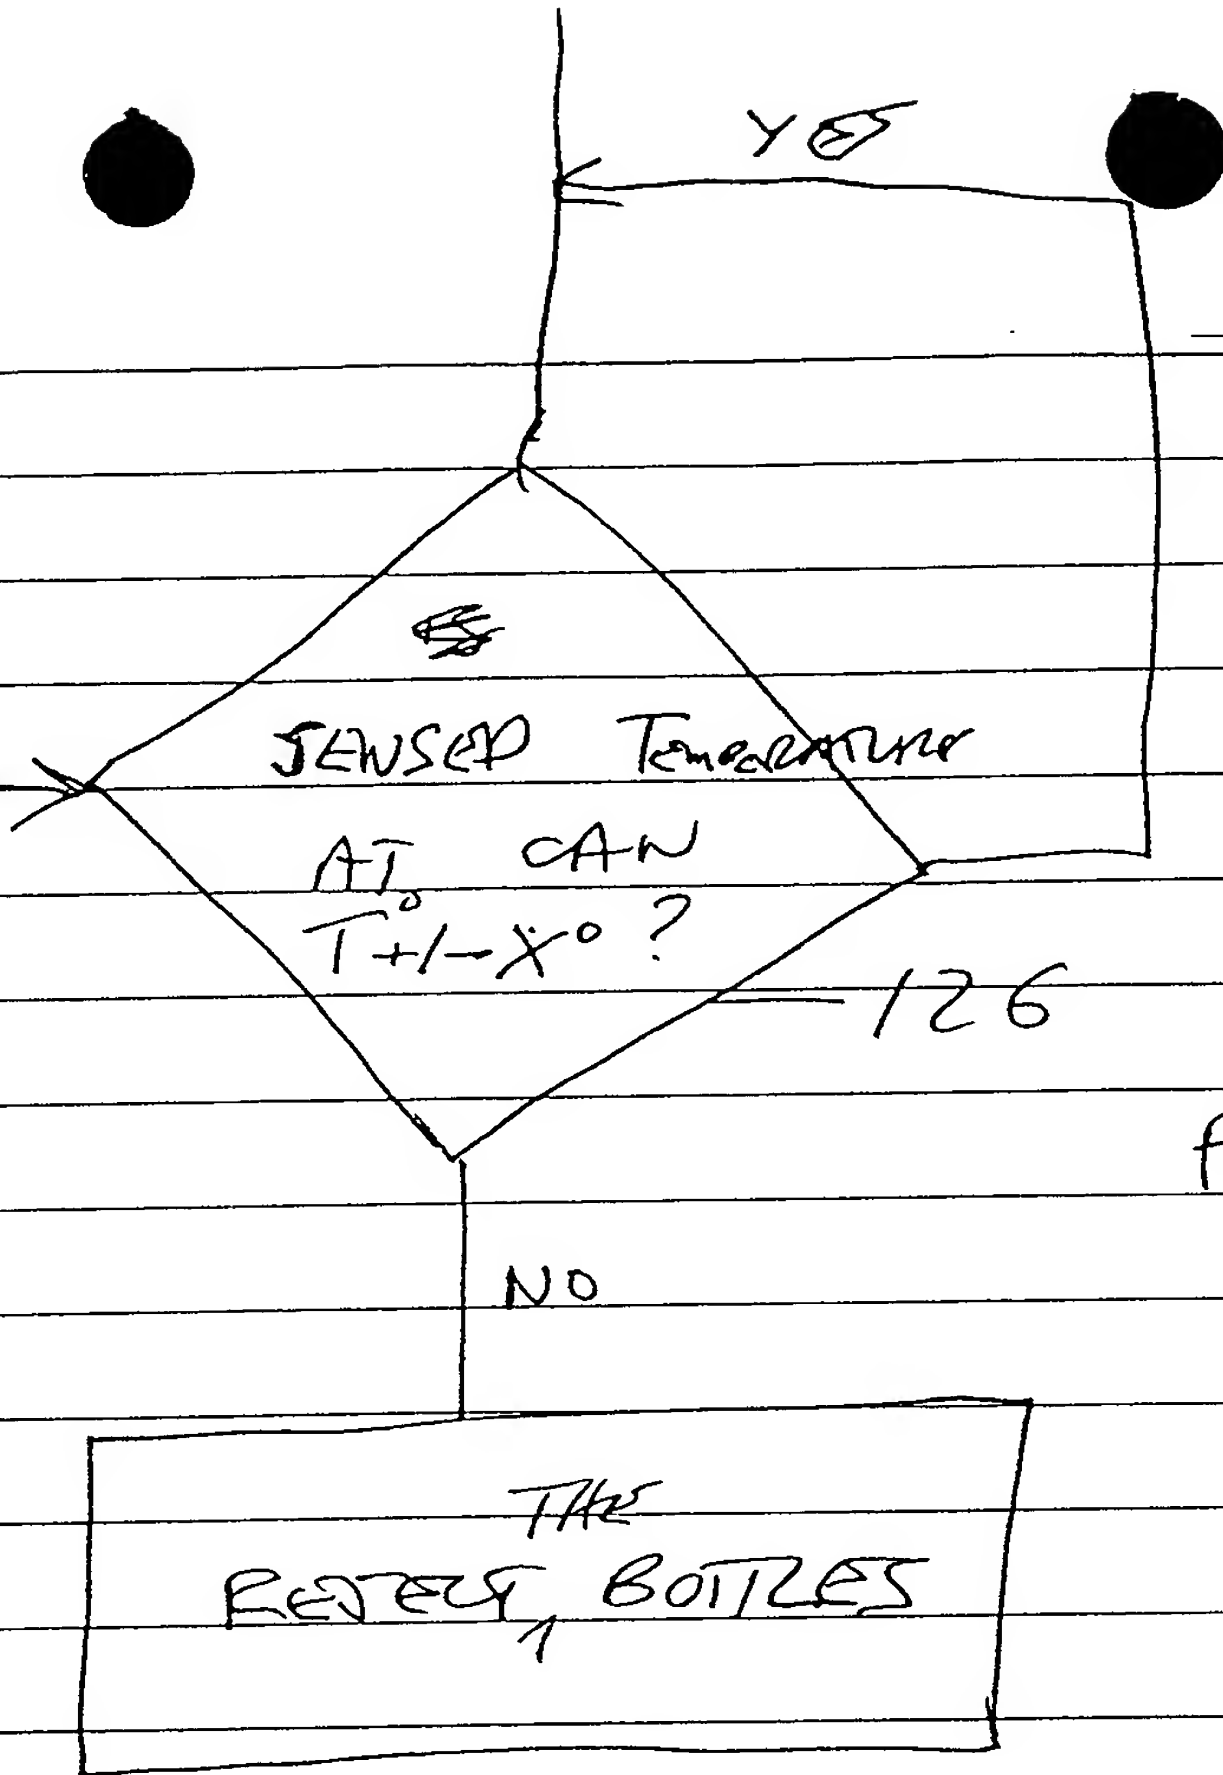 YES
SENSED Temperature
AT CAN
T° +/- X° ?
126
NO
THE
REJECT BOTTLES